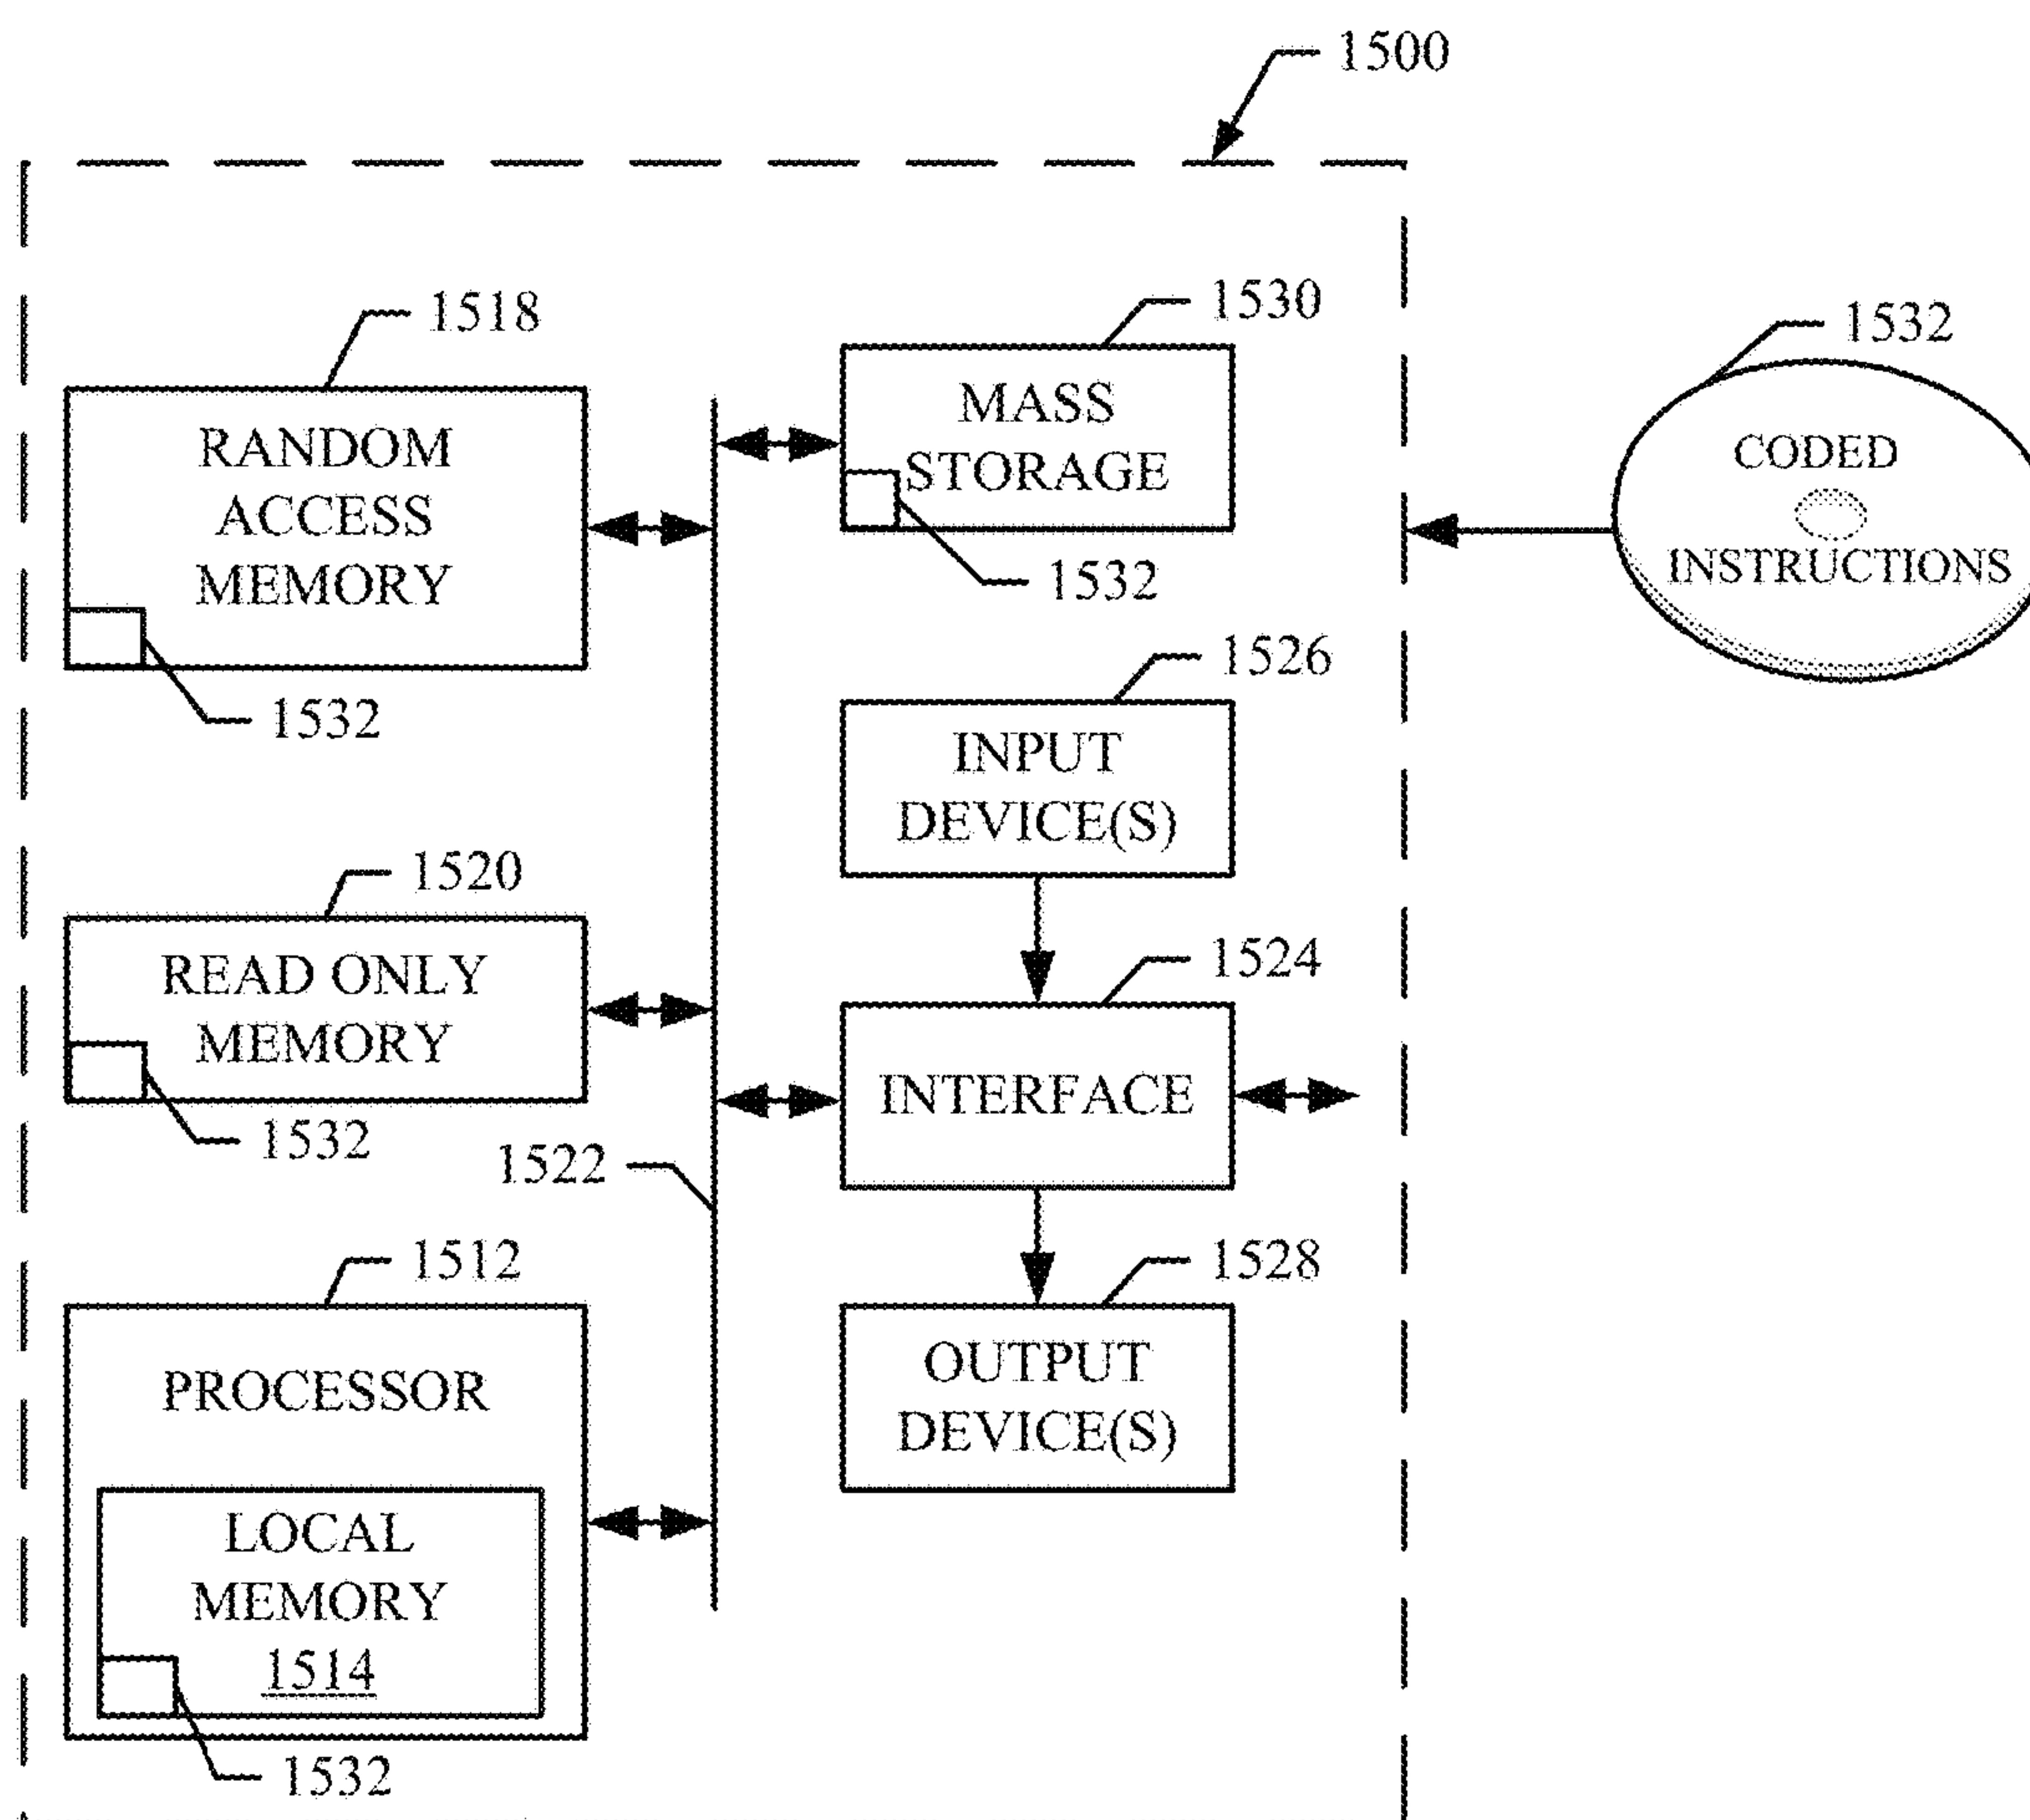 1500
1518
RANDOM
ACCESS
MEMORY
1532
1530
MASS
STORAGE
1532
1532
CODED
INSTRUCTIONS
1526
INPUT
DEVICE(S)
1520
READ ONLY
MEMORY
1532
1524
INTERFACE
1522
1512
PROCESSOR
LOCAL
MEMORY
1514
1532
1528
OUTPUT
DEVICE(S)